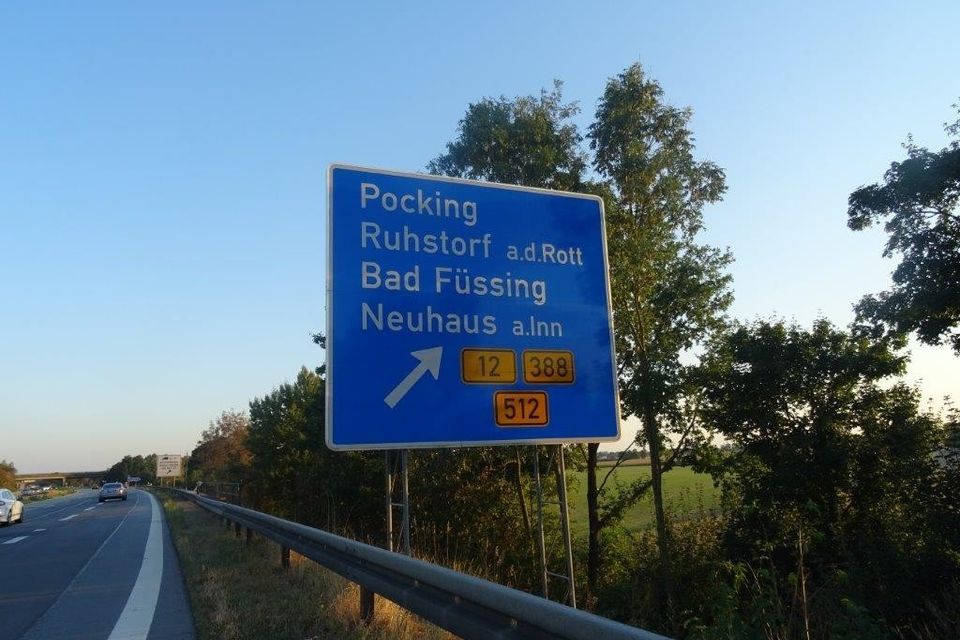 Pocking
Ruhstorf a.d.Rott
Bad Füssing
Neuhaus a.Inn
12 388
512